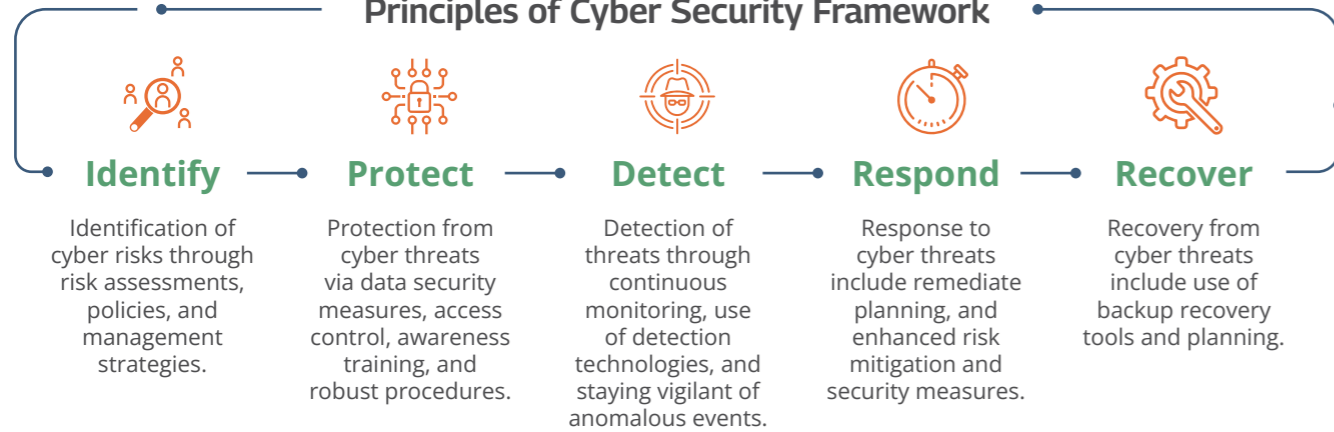 Principles of Cyber Security Framework
Identify
Identification of
cyber risks through
risk assessments,
policies, and
management
strategies.
Protect
Protection from
cyber threats
via data security
measures, access
control, awareness
training, and
robust procedures.
Detect
Detection of
threats through
continuous
monitoring, use
of detection
technologies, and
staying vigilant of
anomalous events.
Respond
Response to
cyber threats
include remediate
planning, and
enhanced risk
mitigation and
security measures.
Recover
Recovery from
cyber threats
include use of
backup recovery
tools and planning.